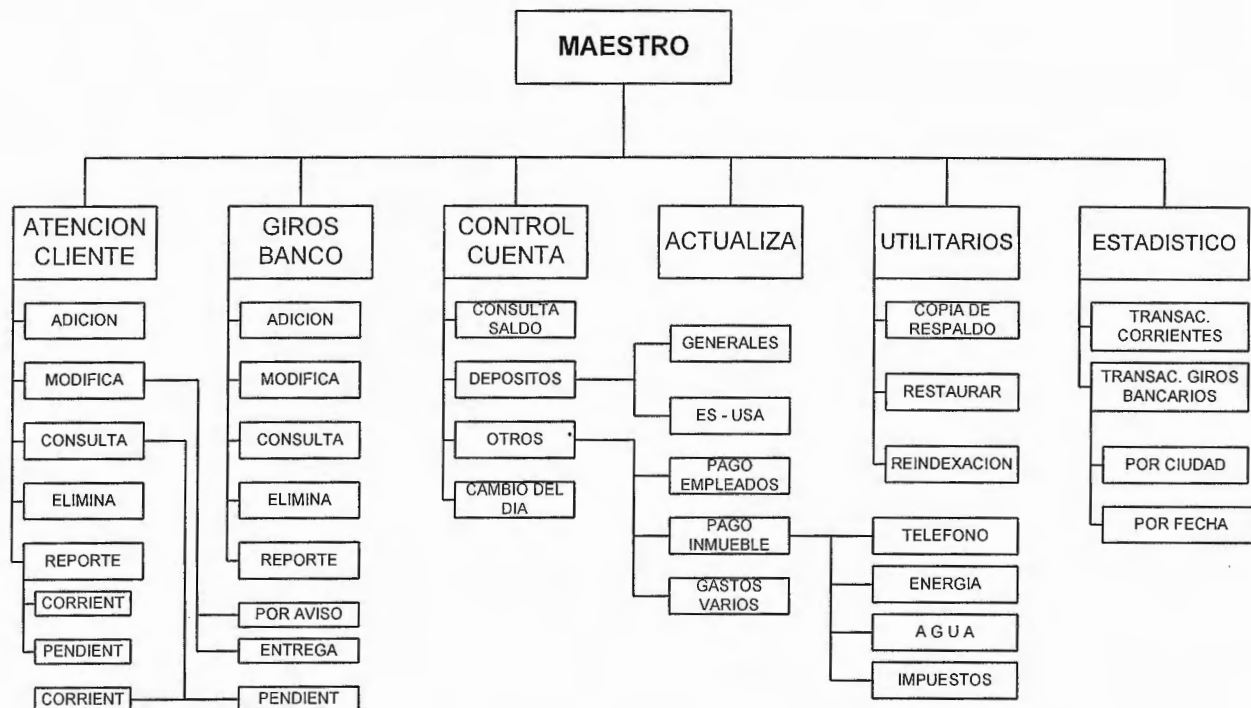 MAESTRO
ATENCION
CLIENTE
ADICION
MODIFICA
CONSULTA
ELIMINA
REPORTE
CORRIENT
PENDIENT
CORRIENT
GIROS
BANCO
ADICION
MODIFICA
CONSULTA
ELIMINA
REPORTE
POR AVISO
ENTREGA
PENDIENT
CONTROL
CUENTA
CONSULTA
SALDO
DEPOSITOS
OTROS
CAMBIO DEL
DIA
ACTUALIZA
GENERALES
ES - USA
PAGO
EMPLEADOS
PAGO
INMUEBLE
GASTOS
VARIOS
UTILITARIOS
COPIA DE
RESPALDO
RESTAURAR
REINDEXACION
TELEFONO
ENERGIA
A G U A
IMPUESTOS
ESTADISTICO
TRANSAC.
CORRIENTES
TRANSAC. GIROS
BANCARIOS
POR CIUDAD
POR FECHA